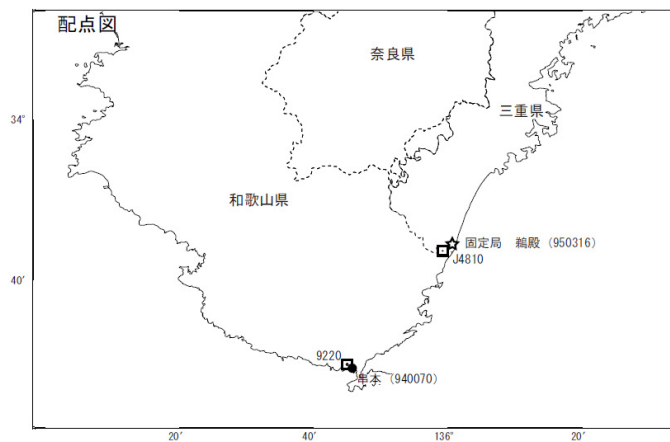 配点図
奈良県
34°
三重県
和歌山県
固定局 鵜殿 (950316)
J4810
40′
9220
串本 (940070)
20′
40′
136°
20′